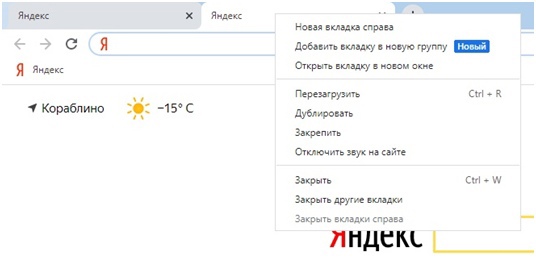 Яндекс
Яндекс
Новая вкладка справа
Добавить вкладку в новую группу Новый
Открыть вкладку в новом окне
Перезагрузить Ctrl + R
Дублировать
Закрепить
Отключить звук на сайте
Закрыть Ctrl + W
Закрыть другие вкладки
Закрыть вкладки справа
Я
Я Яндекс
Кораблино −15° C
Яндекс